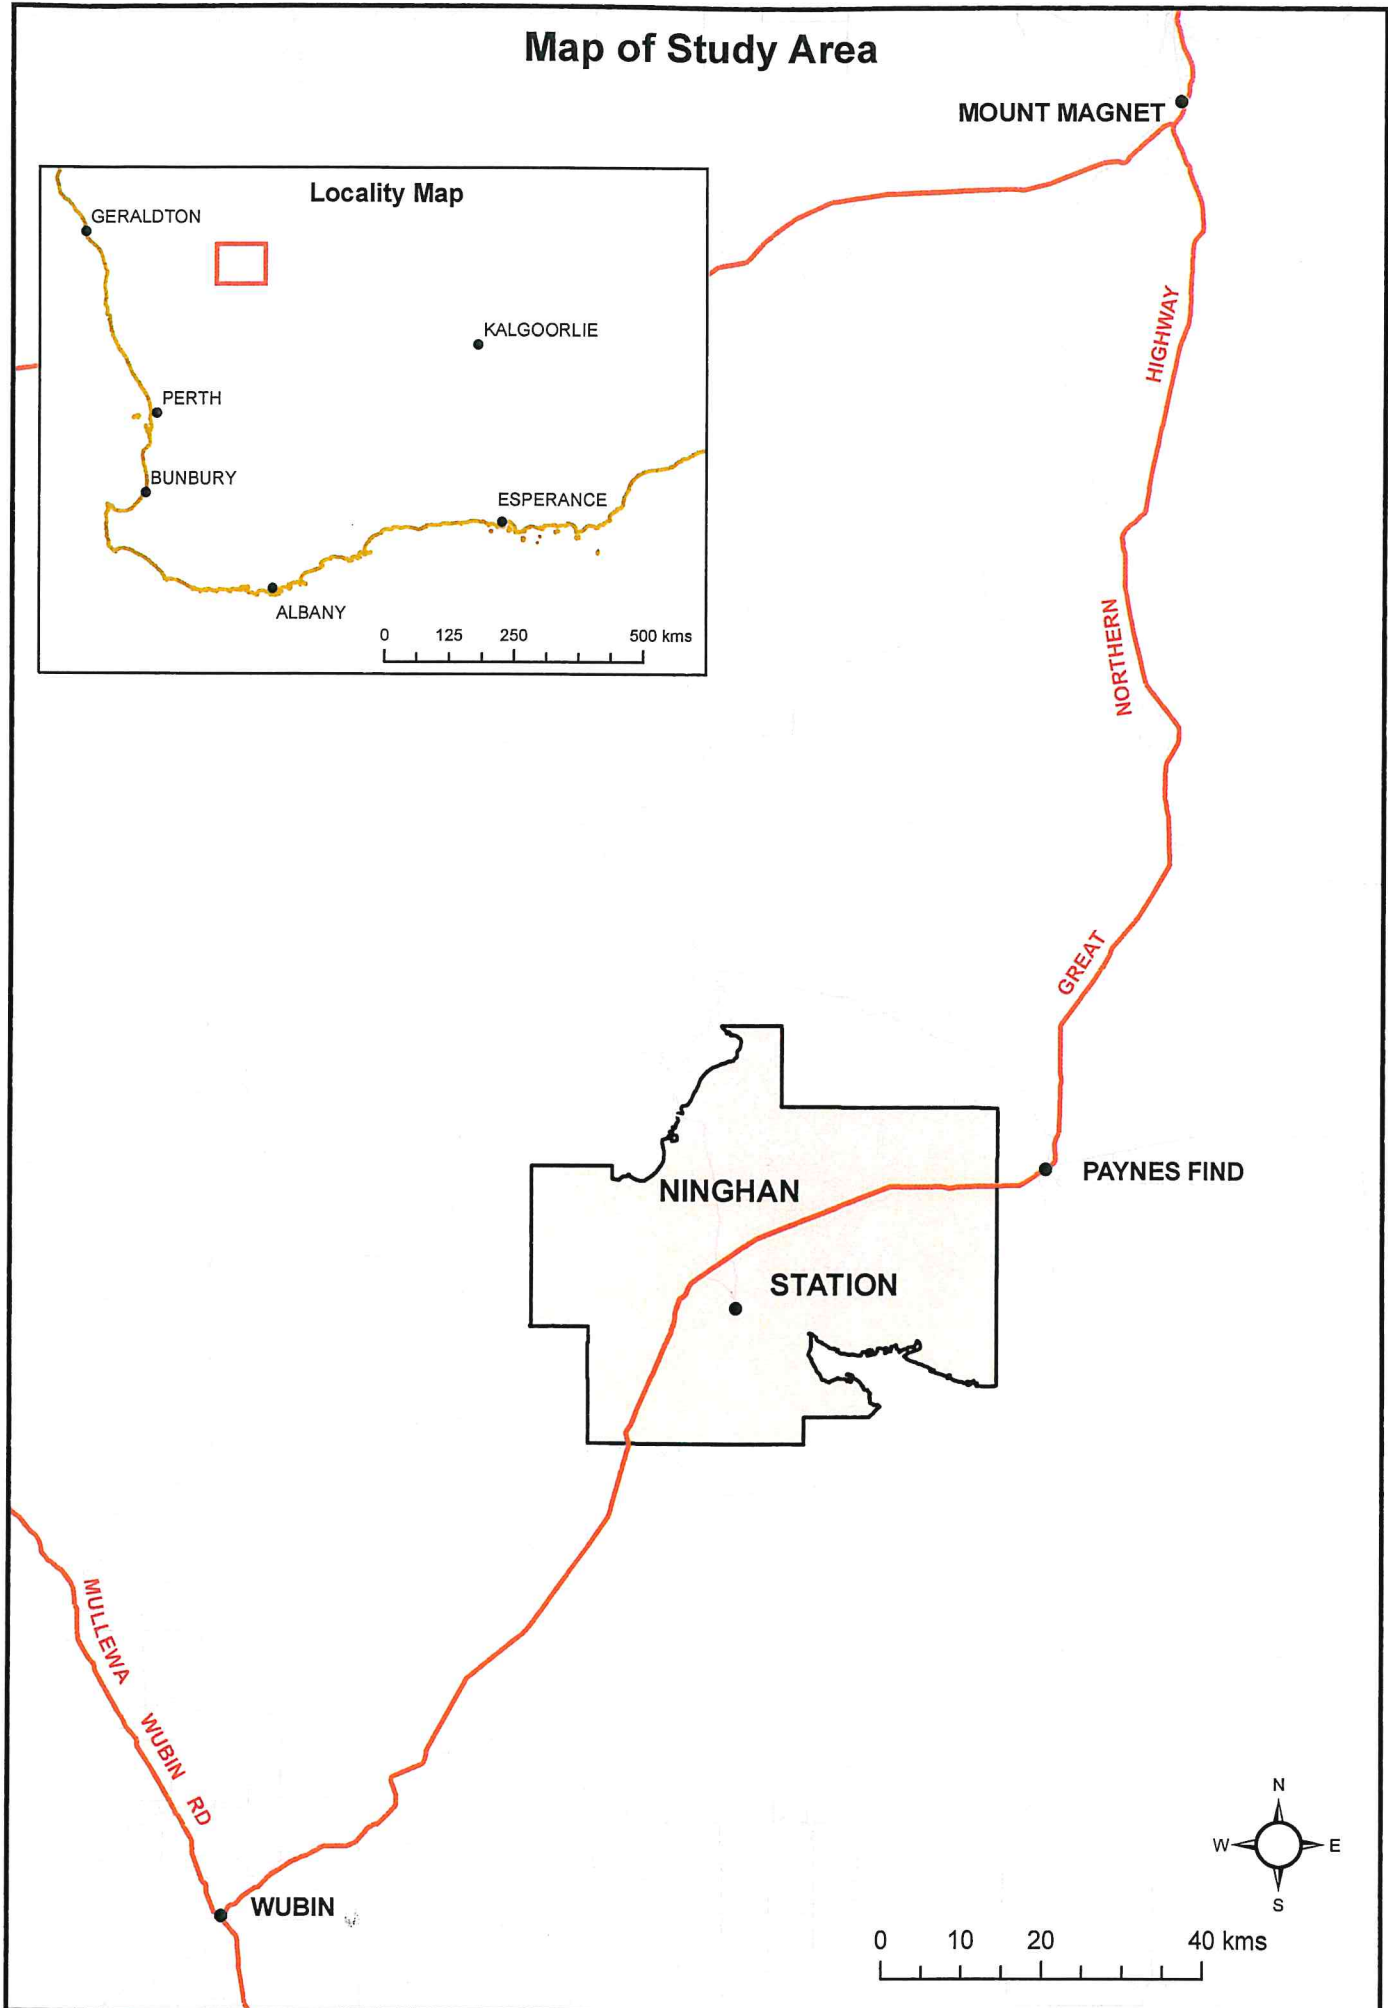 Map of Study Area
MOUNT MAGNET
Locality Map
GERALDTON
KALGOORLIE
PERTH
BUNBURY
ESPERANCE
ALBANY
0 125 250 500 kms
HIGHWAY
NORTHERN
GREAT
PAYNES FIND
NINGHAN
STATION
MULLEWA
WUBIN
RD
WUBIN
N
W E
S
0 10 20 40 kms